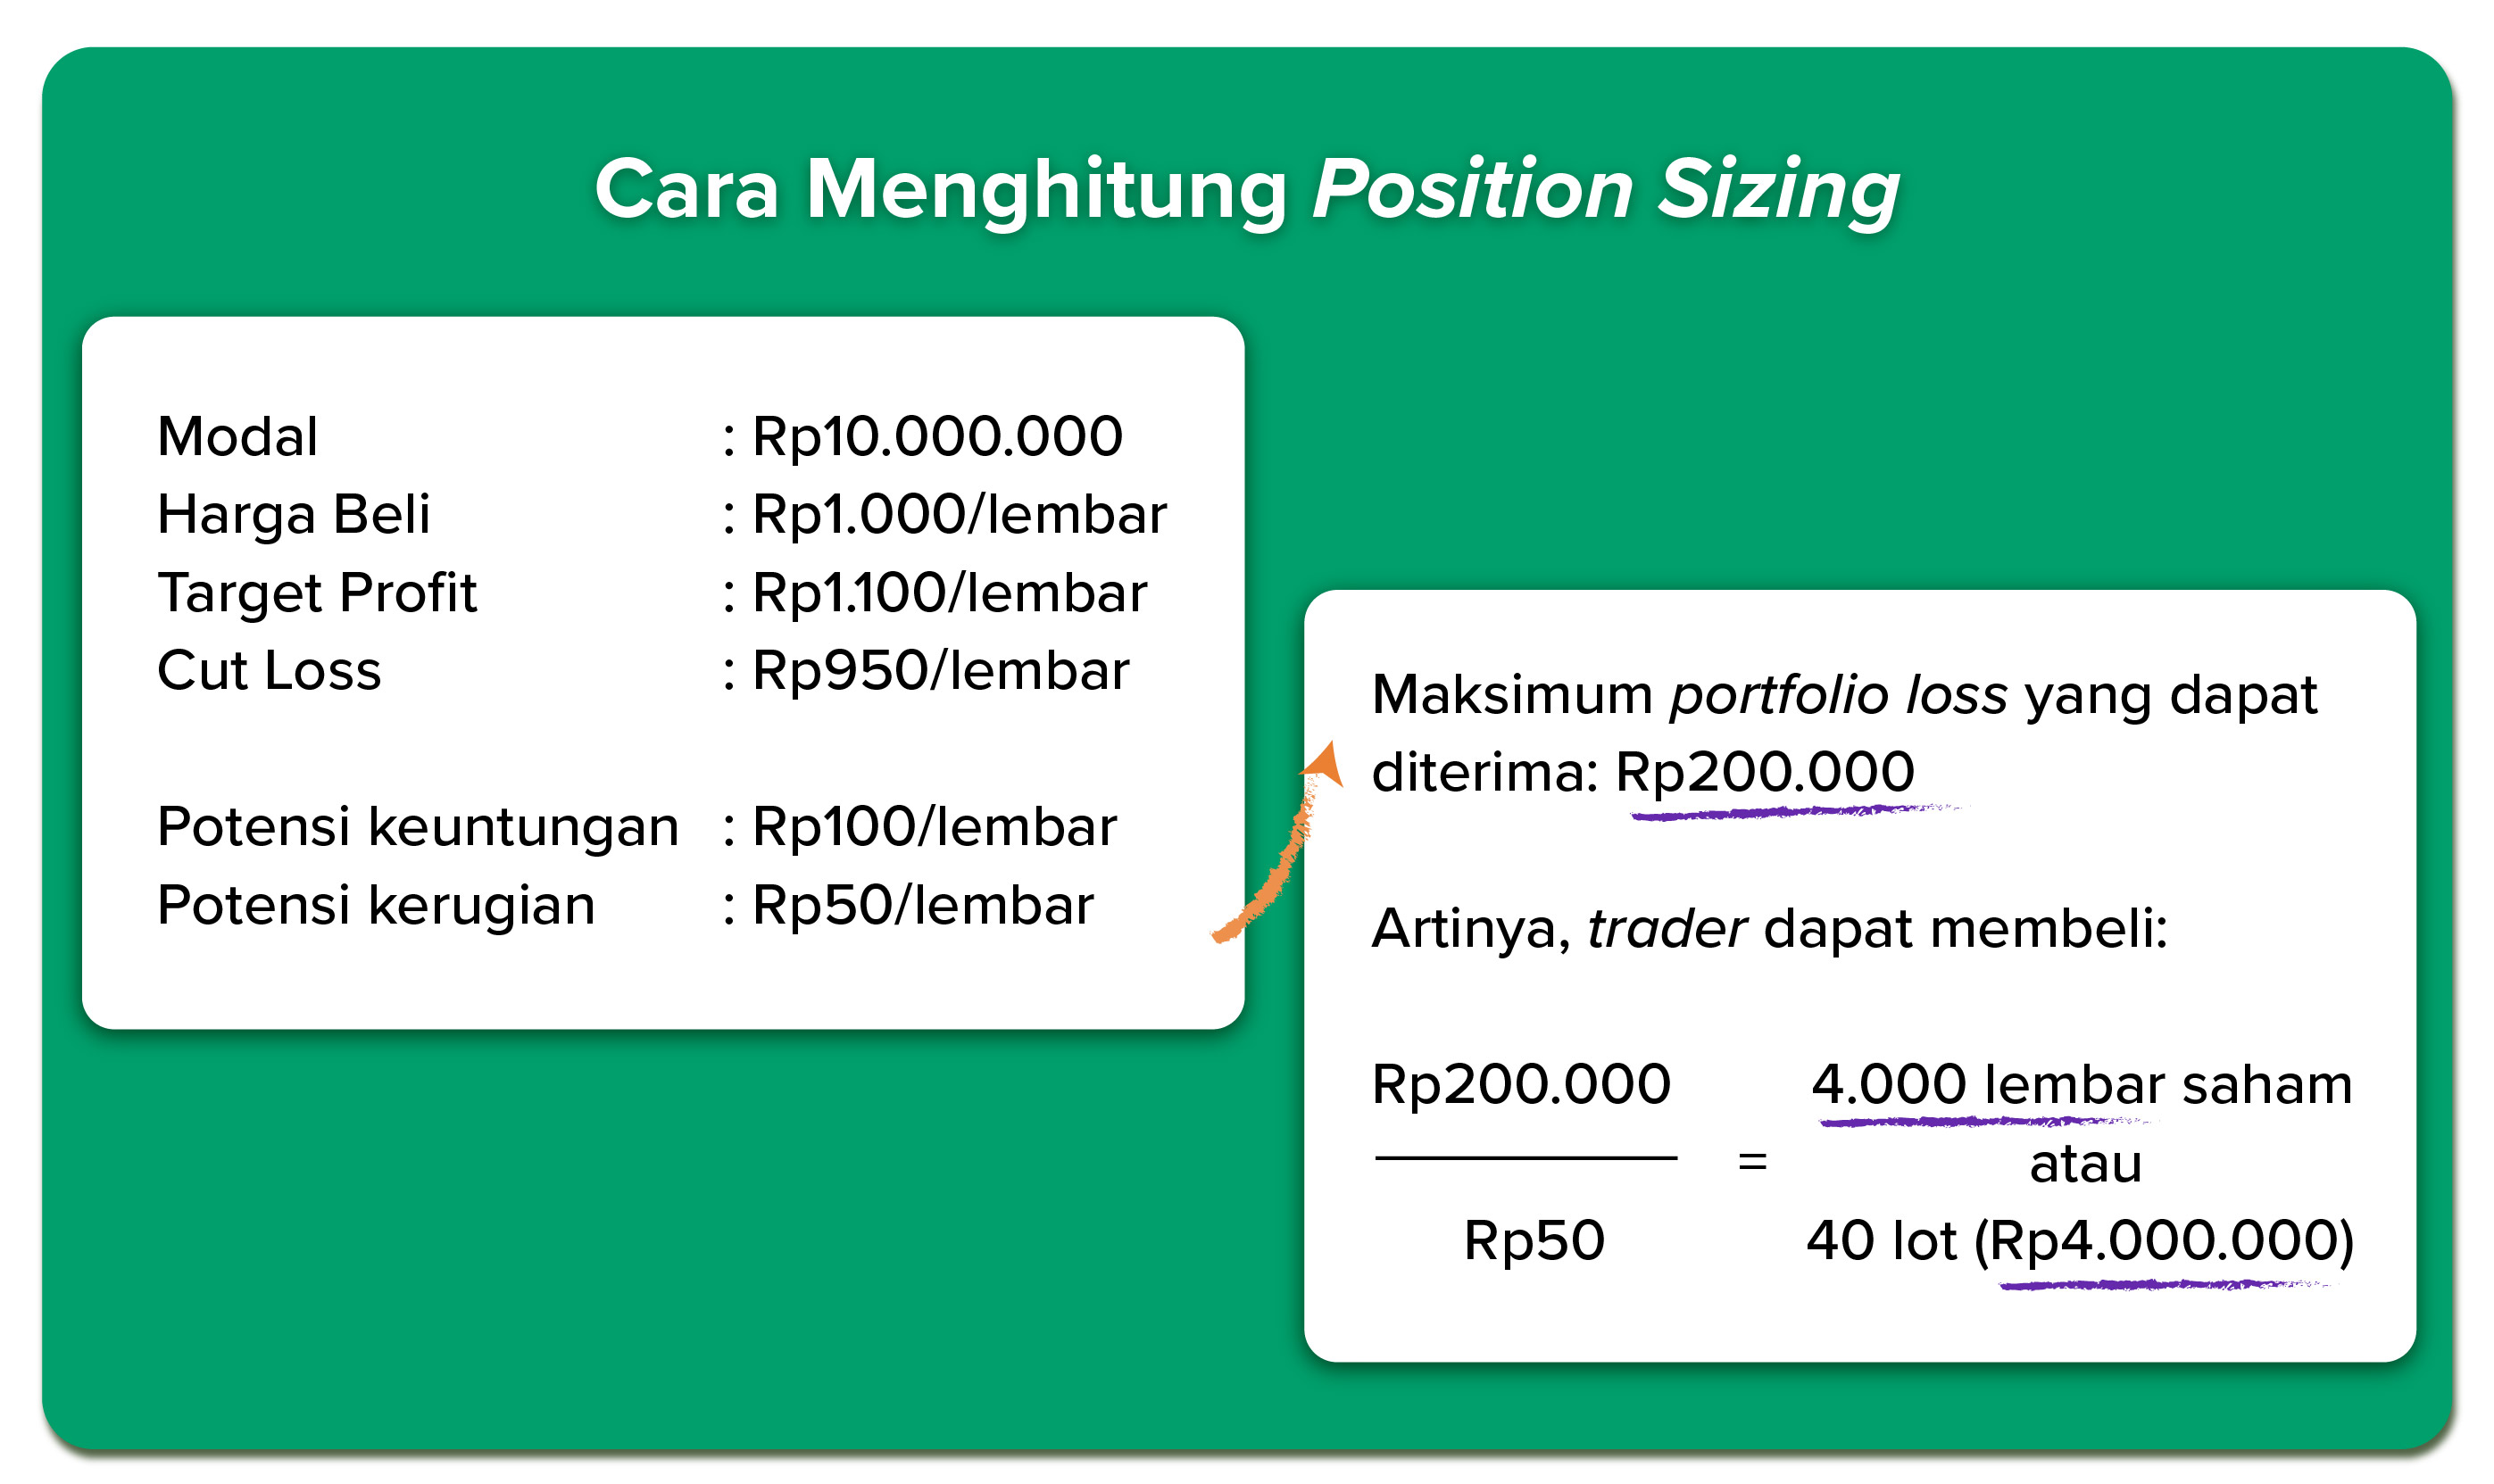 Cara Menghitung Position Sizing
Modal : Rp10.000.000
Harga Beli : Rp1.000/lembar
Target Profit : Rp1.100/lembar
Cut Loss : Rp950/lembar
Potensi keuntungan : Rp100/lembar
Potensi kerugian : Rp50/lembar
Maksimum portfolio loss yang dapat
diterima: Rp200.000
Artinya, trader dapat membeli:
Rp200.000
Rp50
=
4.000 lembar saham
atau
40 lot (Rp4.000.000)